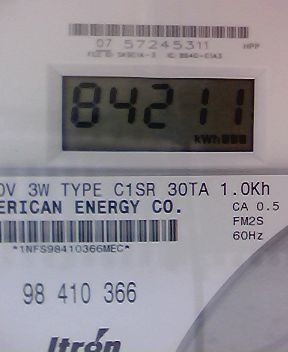 07 57245311 HPP
84211
kWh
0V 3W TYPE C1SR 30TA 1.0Kh
ERICAN ENERGY CO. CA 0.5
FM2S
60Hz
*1NFS98410366MEC*
98 410 366
Itron